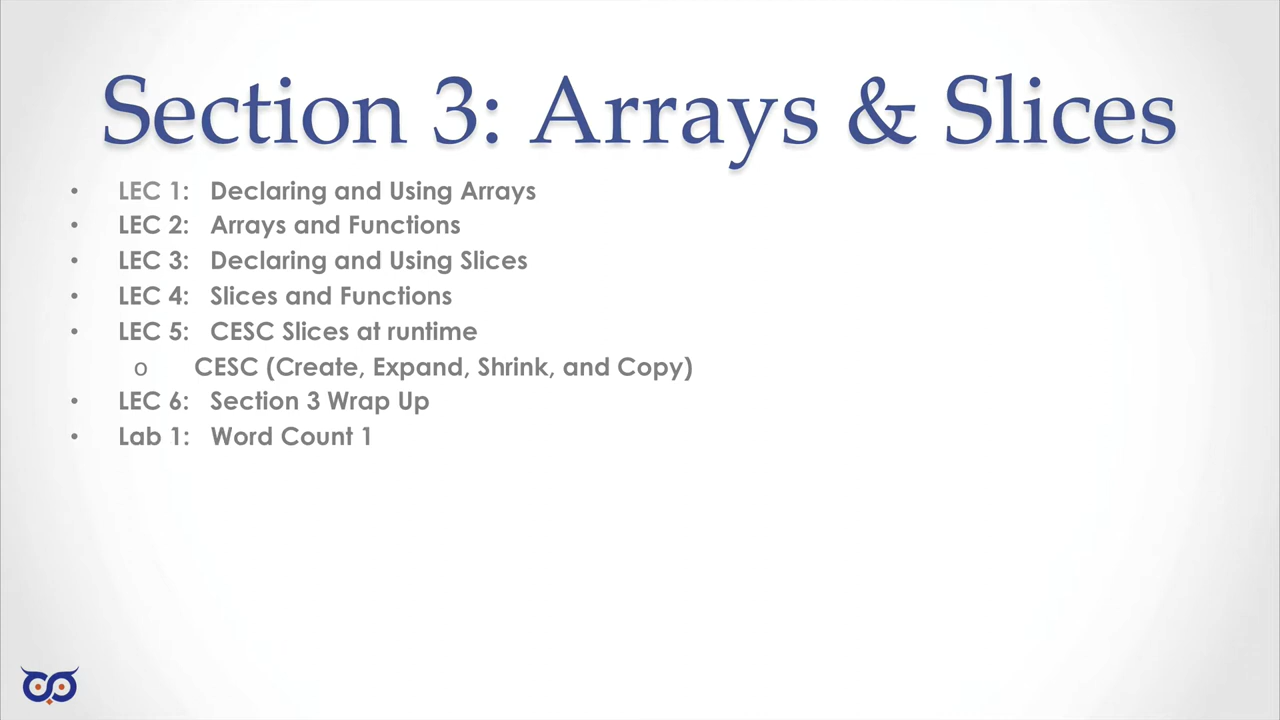 Section 3: Arrays & Slices
• LEC 1: Declaring and Using Arrays
• LEC 2: Arrays and Functions
• LEC 3: Declaring and Using Slices
• LEC 4: Slices and Functions
• LEC 5: CESC Slices at runtime
o CESC (Create, Expand, Shrink, and Copy)
• LEC 6: Section 3 Wrap Up
• Lab 1: Word Count 1